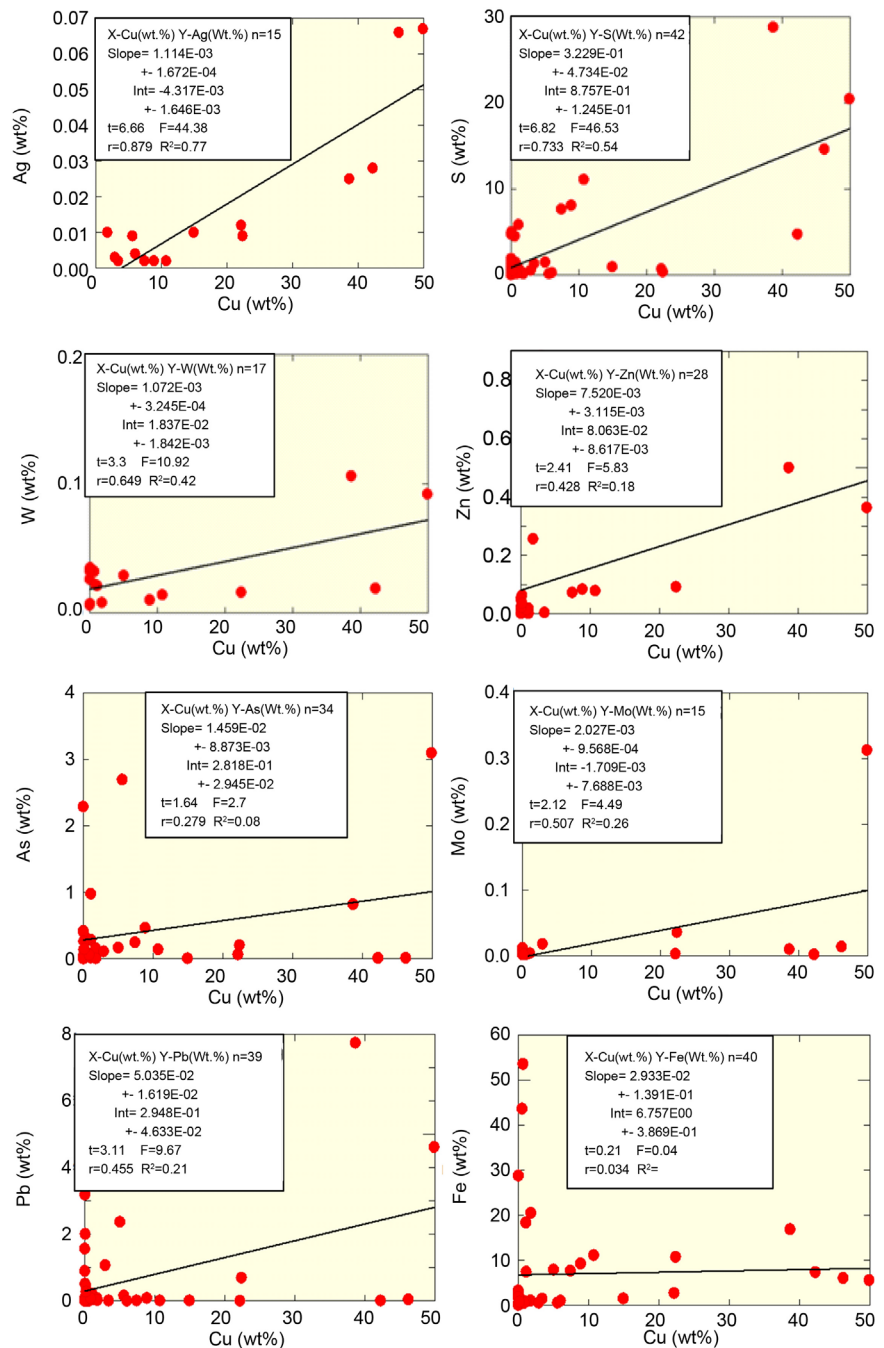 0.07
0.06
0.05
0.04
0.03
0.02
0.01
0.00
Ag (wt%)
X-Cu(wt.%) Y-Ag(Wt.%) n=15
Slope= 1.114E-03
+- 1.672E-04
Int= -4.317E-03
+- 1.646E-03
t=6.66 F=44.38
r=0.879 R²=0.77
0 10 20 30 40 50
Cu (wt%)
30
20
10
0
S (wt%)
X-Cu(wt.%) Y-S(Wt.%) n=42
Slope= 3.229E-01
+- 4.734E-02
Int= 8.757E-01
+- 1.245E-01
t=6.82 F=46.53
r=0.733 R²=0.54
0 10 20 30 40 50
Cu (wt%)
0.2
0.1
0.0
W (wt%)
X-Cu(wt.%) Y-W(Wt.%) n=17
Slope= 1.072E-03
+- 3.245E-04
Int= 1.837E-02
+- 1.842E-03
t=3.3 F=10.92
r=0.649 R²=0.42
0 10 20 30 40 50
Cu (wt%)
0.8
0.6
0.4
0.2
0.0
Zn (wt%)
X-Cu(wt.%) Y-Zn(Wt.%) n=28
Slope= 7.520E-03
+- 3.115E-03
Int= 8.063E-02
+- 8.617E-03
t=2.41 F=5.83
r=0.428 R²=0.18
0 10 20 30 40 50
Cu (wt%)
4
3
2
1
0
As (wt%)
X-Cu(wt.%) Y-As(Wt.%) n=34
Slope= 1.459E-02
+- 8.873E-03
Int= 2.818E-01
+- 2.945E-02
t=1.64 F=2.7
r=0.279 R²=0.08
0 10 20 30 40 50
Cu (wt%)
0.4
0.3
0.2
0.1
0.0
Mo (wt%)
X-Cu(wt.%) Y-Mo(Wt.%) n=15
Slope= 2.027E-03
+- 9.568E-04
Int= -1.709E-03
+- 7.688E-03
t=2.12 F=4.49
r=0.507 R²=0.26
0 10 20 30 40 50
Cu (wt%)
8
6
4
2
0
Pb (wt%)
X-Cu(wt.%) Y-Pb(Wt.%) n=39
Slope= 5.035E-02
+- 1.619E-02
Int= 2.948E-01
+- 4.633E-02
t=3.11 F=9.67
r=0.455 R²=0.21
0 10 20 30 40 50
Cu (wt%)
60
50
40
30
20
10
0
Fe (wt%)
X-Cu(wt.%) Y-Fe(Wt.%) n=40
Slope= 2.933E-02
+- 1.391E-01
Int= 6.757E00
+- 3.869E-01
t=0.21 F=0.04
r=0.034 R²=
0 10 20 30 40 50
Cu (wt%)